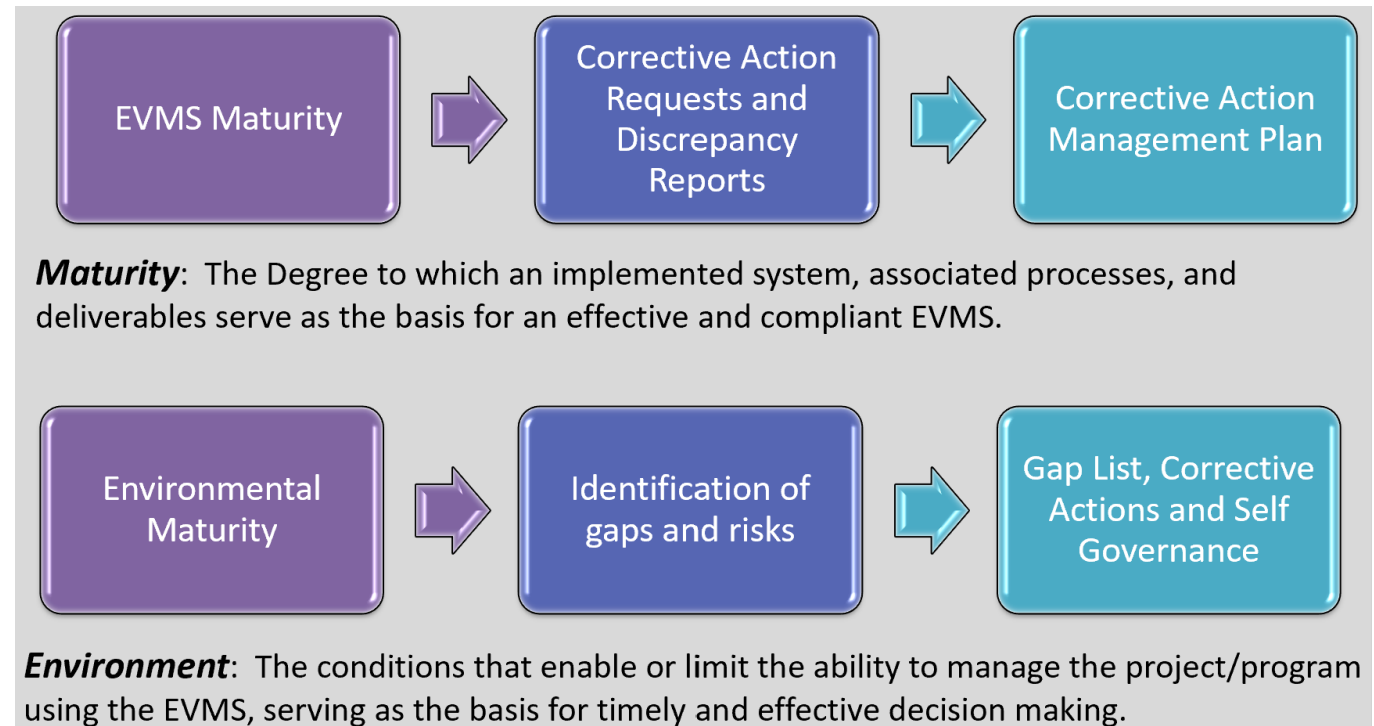 EVMS Maturity
Corrective Action
Requests and
Discrepancy
Reports
Corrective Action
Management Plan
Maturity:  The Degree to which an implemented system, associated processes, and
deliverables serve as the basis for an effective and compliant EVMS.
Environmental
Maturity
Identification of
gaps and risks
Gap List, Corrective
Actions and Self
Governance
Environment:  The conditions that enable or limit the ability to manage the project/program
using the EVMS, serving as the basis for timely and effective decision making.